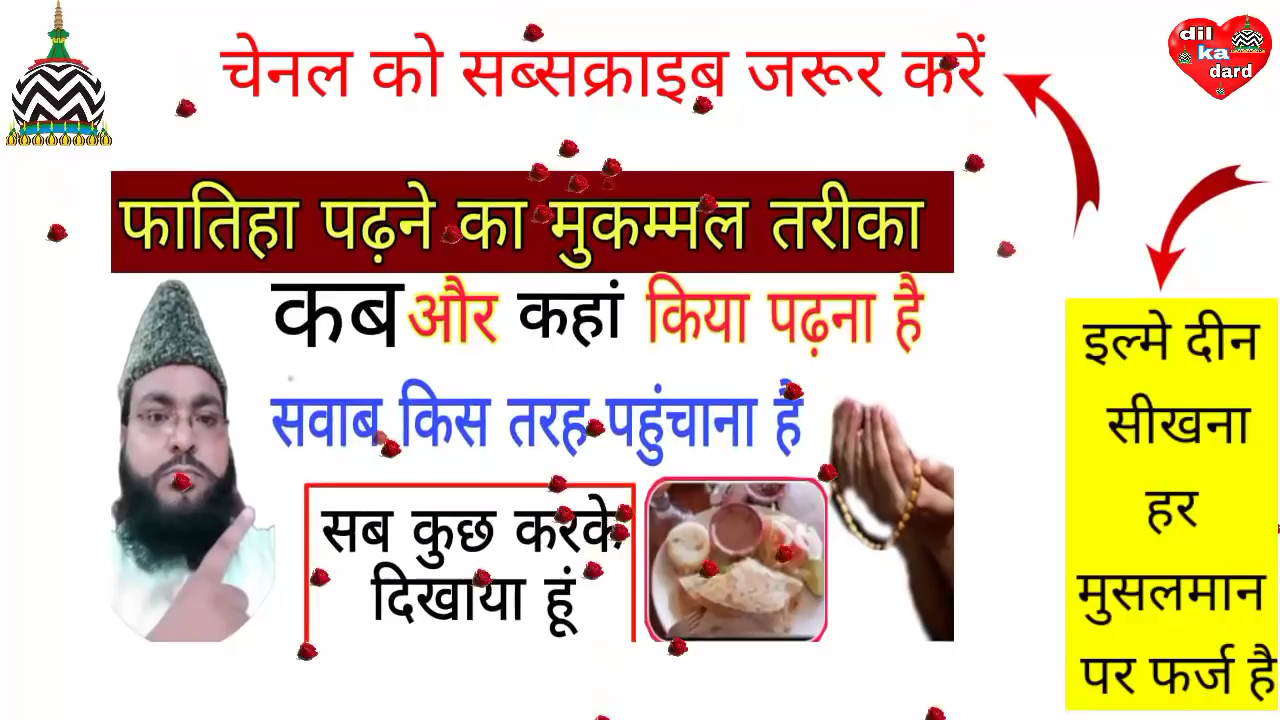 चेनल को सब्सक्राइब जरूर करें
dil
ka
dard
फातिहा पढ़ने का मुकम्मल तरीका
कब और कहां किया पढ़ना है
सवाब किस तरह पहुंचाना है
सब कुछ करके
दिखाया हूं
इल्मे दीन
सीखना
हर
मुसलमान
पर फर्ज है